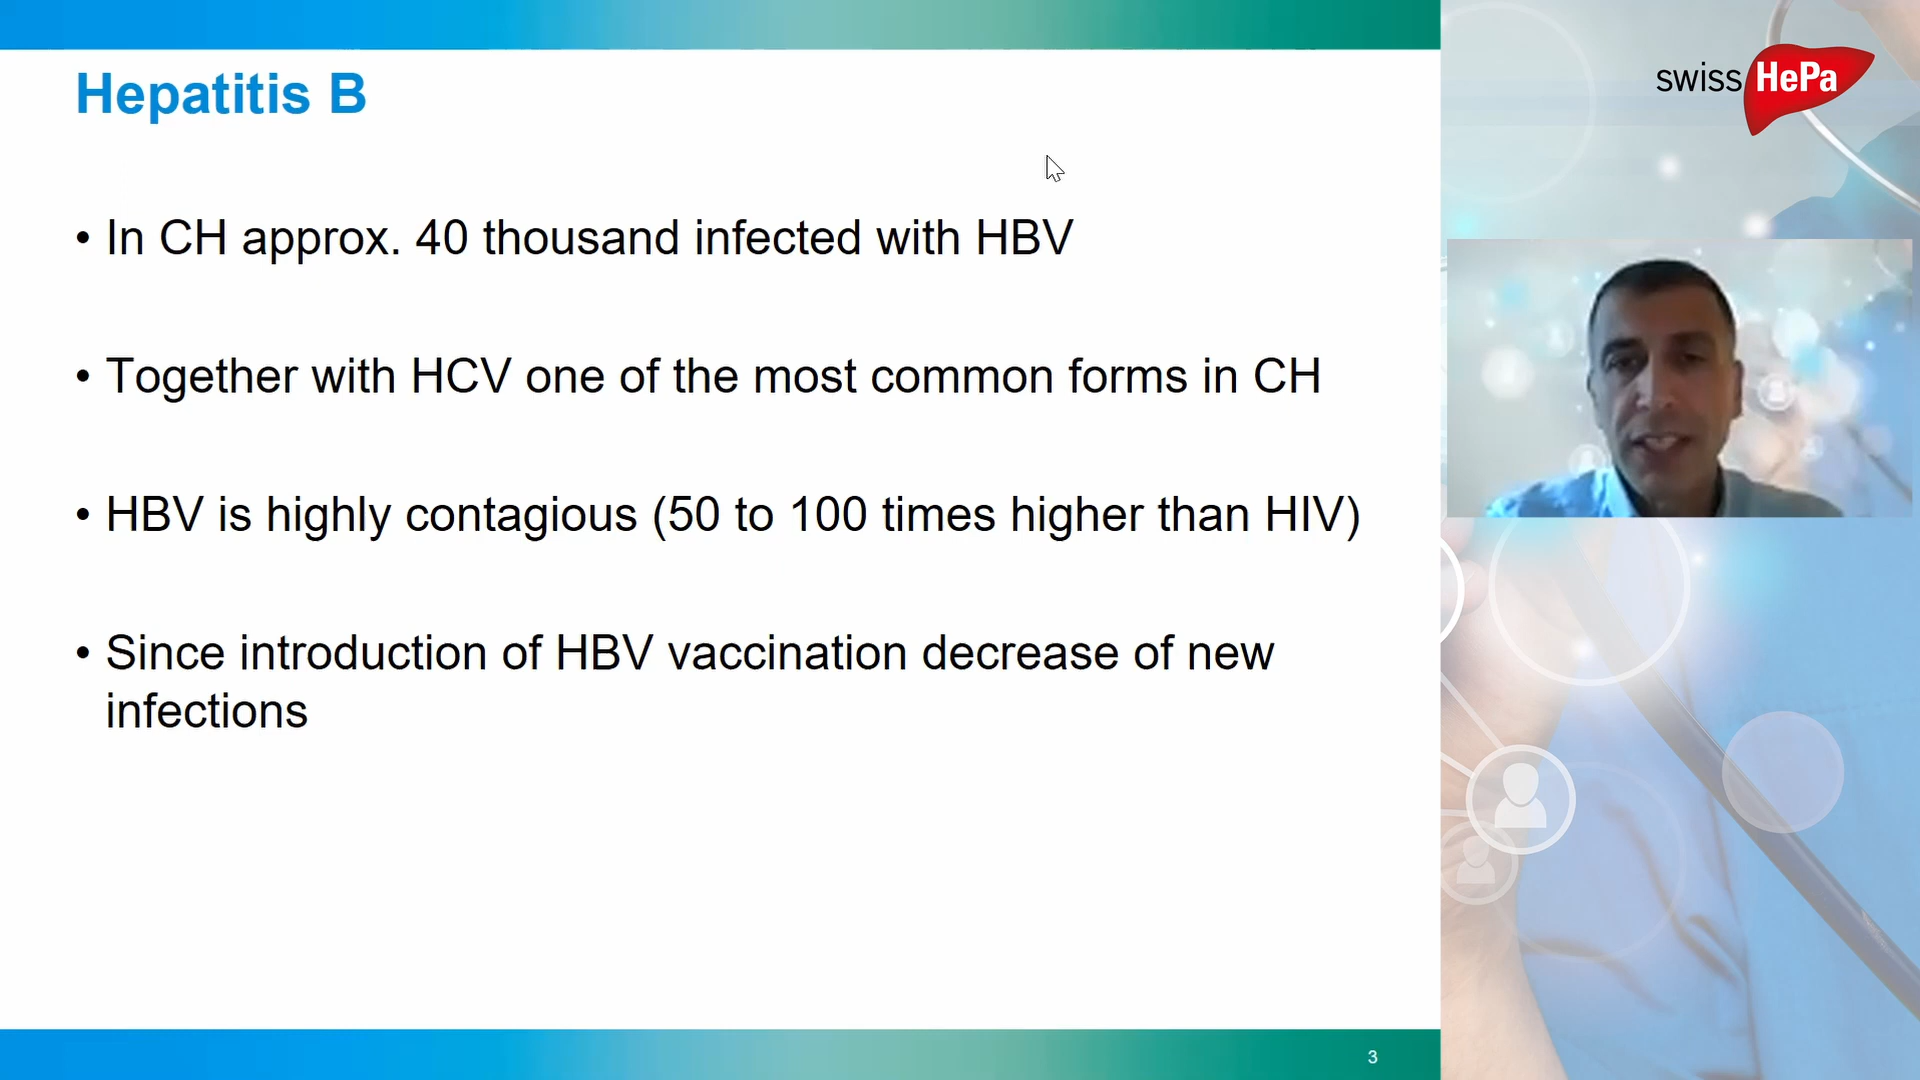 Hepatitis B
• In CH approx. 40 thousand infected with HBV
• Together with HCV one of the most common forms in CH
• HBV is highly contagious (50 to 100 times higher than HIV)
• Since introduction of HBV vaccination decrease of new
infections
3
swiss HePa